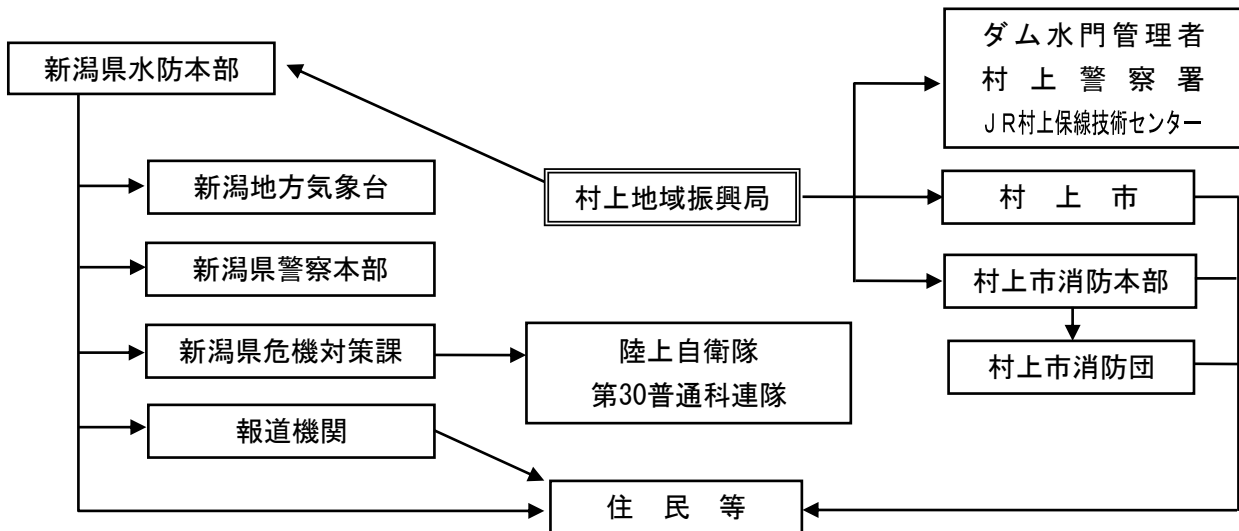 新潟県水防本部
ダム水門管理者
村上警察署
ＪＲ村上保線技術センター
新潟地方気象台
村上地域振興局
村上市
新潟県警察本部
村上市消防本部
新潟県危機対策課
陸上自衛隊
第30普通科連隊
村上市消防団
報道機関
住民等